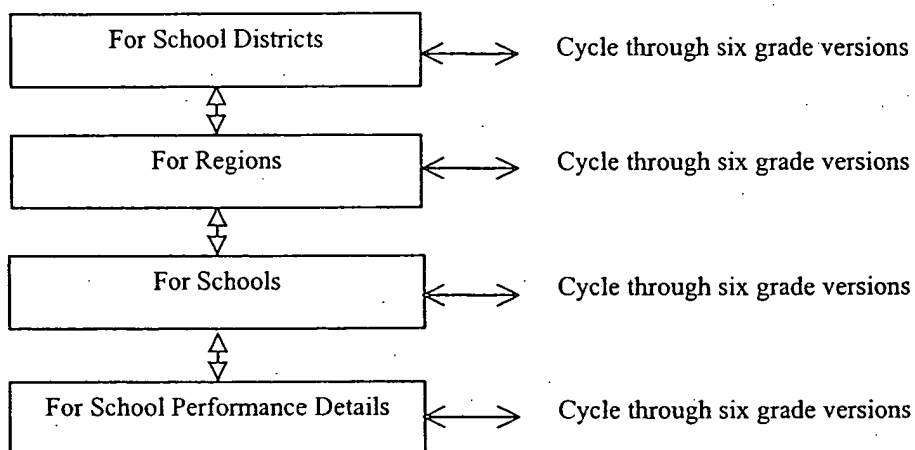 For School Districts
Cycle through six grade versions
For Regions
Cycle through six grade versions
For Schools
Cycle through six grade versions
For School Performance Details
Cycle through six grade versions